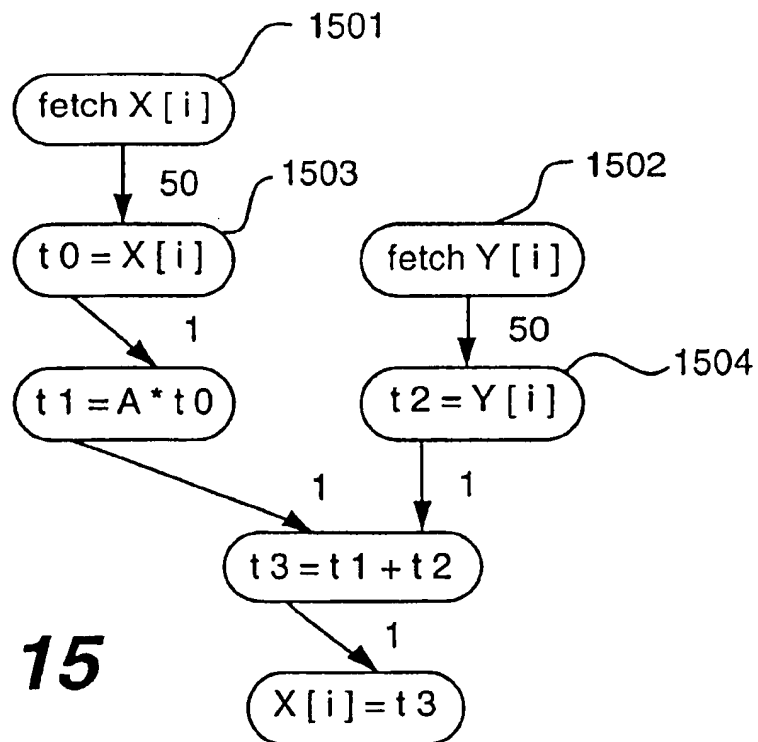 1501
fetch X [ i ]
50
1503
1502
t 0 = X [ i ]
fetch Y [ i ]
1
50
1504
t 1 = A * t 0
t 2 = Y [ i ]
1
1
t 3 = t 1 + t 2
1
15
X [ i ] = t 3